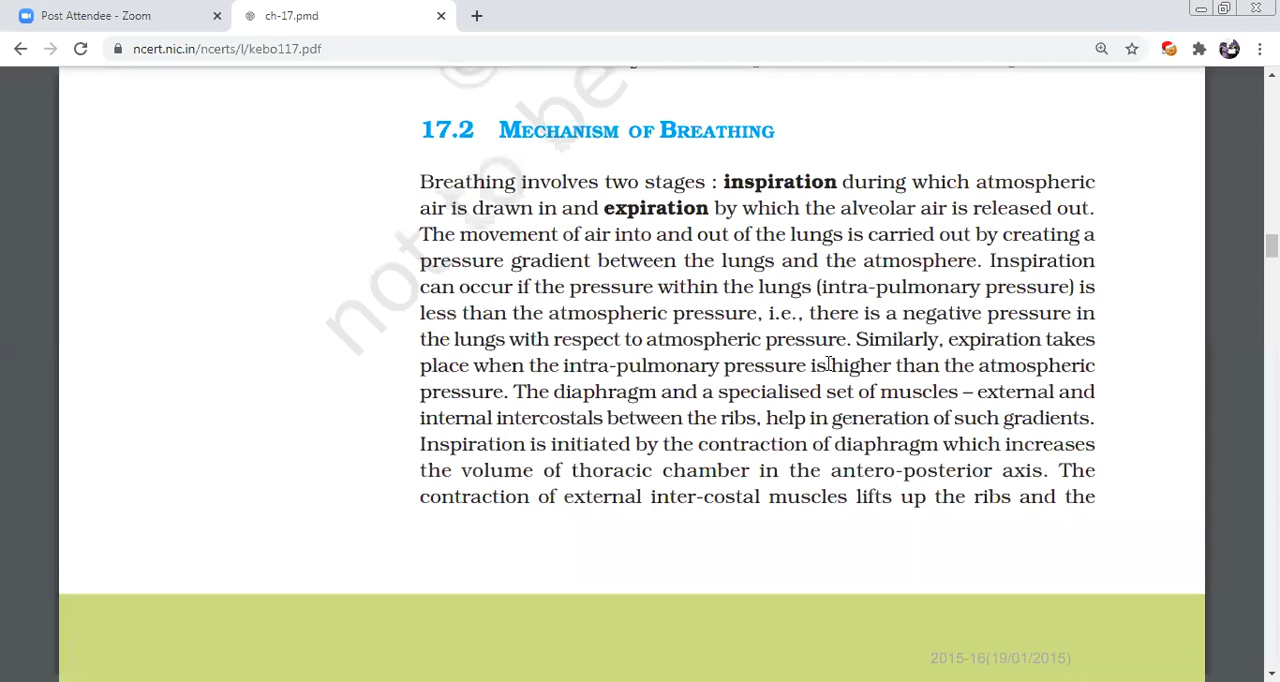 Post Attendee - Zoom
ch-17.pmd
ncert.nic.in/ncerts/l/kebo117.pdf
not to be
17.2 MECHANISM OF BREATHING
Breathing involves two stages : inspiration during which atmospheric
air is drawn in and expiration by which the alveolar air is released out.
The movement of air into and out of the lungs is carried out by creating a
pressure gradient between the lungs and the atmosphere. Inspiration
can occur if the pressure within the lungs (intra-pulmonary pressure) is
less than the atmospheric pressure, i.e., there is a negative pressure in
the lungs with respect to atmospheric pressure. Similarly, expiration takes
place when the intra-pulmonary pressure is higher than the atmospheric
pressure. The diaphragm and a specialised set of muscles – external and
internal intercostals between the ribs, help in generation of such gradients.
Inspiration is initiated by the contraction of diaphragm which increases
the volume of thoracic chamber in the antero-posterior axis. The
contraction of external inter-costal muscles lifts up the ribs and the
2015-16(19/01/2015)